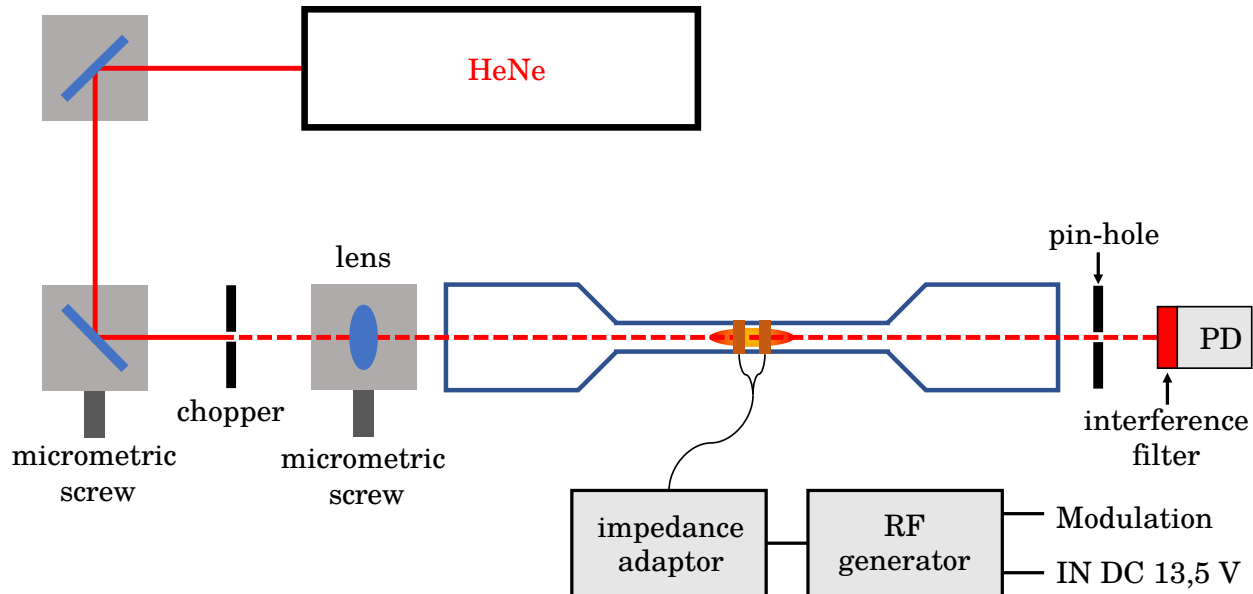 HeNe
pin-hole
lens
PD
chopper
interference
filter
micrometric
screw
micrometric
screw
impedance
adaptor
RF
generator
Modulation
IN DC 13,5 V